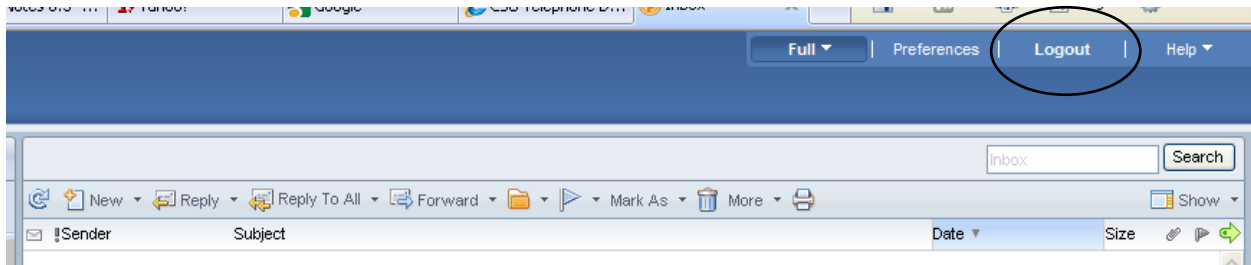 Yahoo! Google Inbox
Full Preferences Logout Help
Inbox Search
New Reply Reply To All Forward Mark As More Show
!Sender Subject Date Size